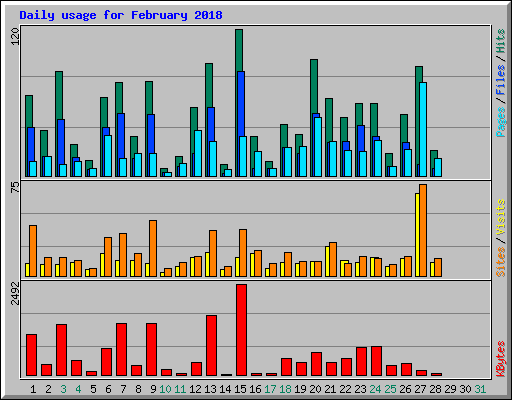 Daily usage for February 2018
120
75
2492
Pages / Files / Hits
Sites / Visits
KBytes
1 2 3 4 5 6 7 8 9 10 11 12 13 14 15 16 17 18 19 20 21 22 23 24 25 26 27 28 29 30 31